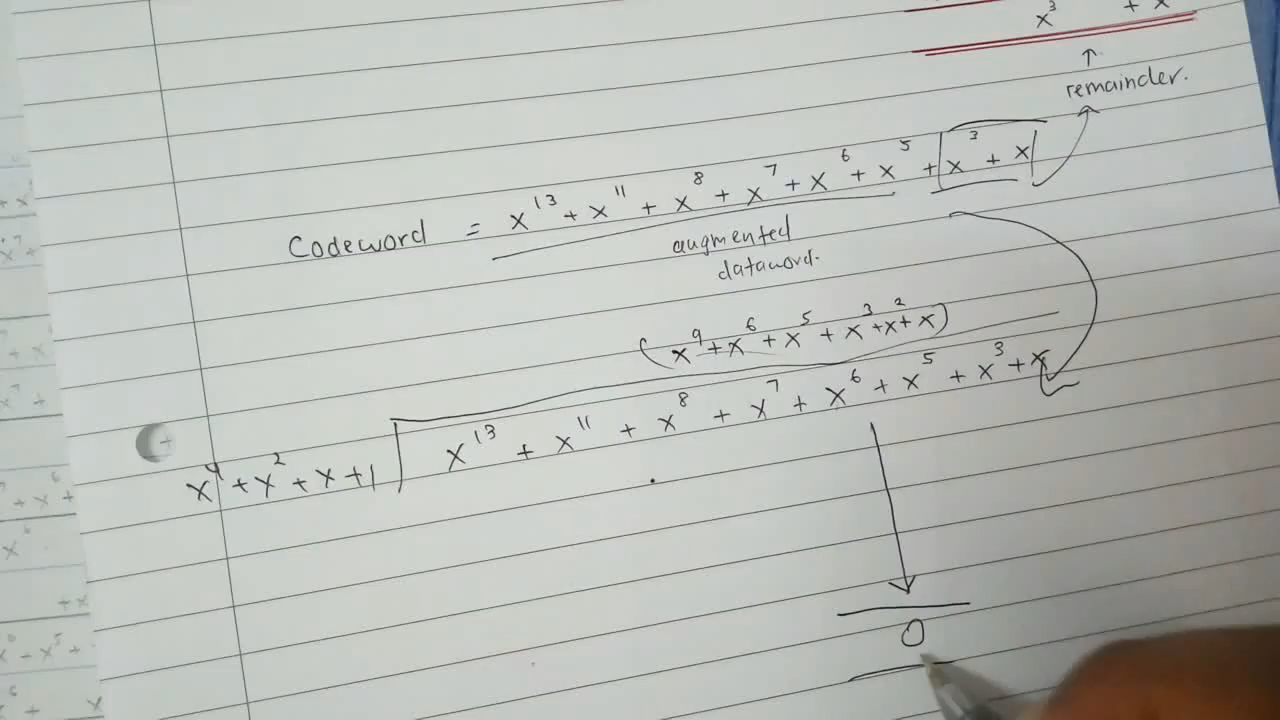 x³ + x
↑
remainder.
Codeword = x¹³ + x¹¹ + x⁸ + x⁷ + x⁶ + x⁵ + x³ + x
augmented
dataword.
(x⁹ + x⁶ + x⁵ + x³ + x² + x)
x⁴ + x² + x + 1 ) x¹³ + x¹¹ + x⁸ + x⁷ + x⁶ + x⁵ + x³ + x
0